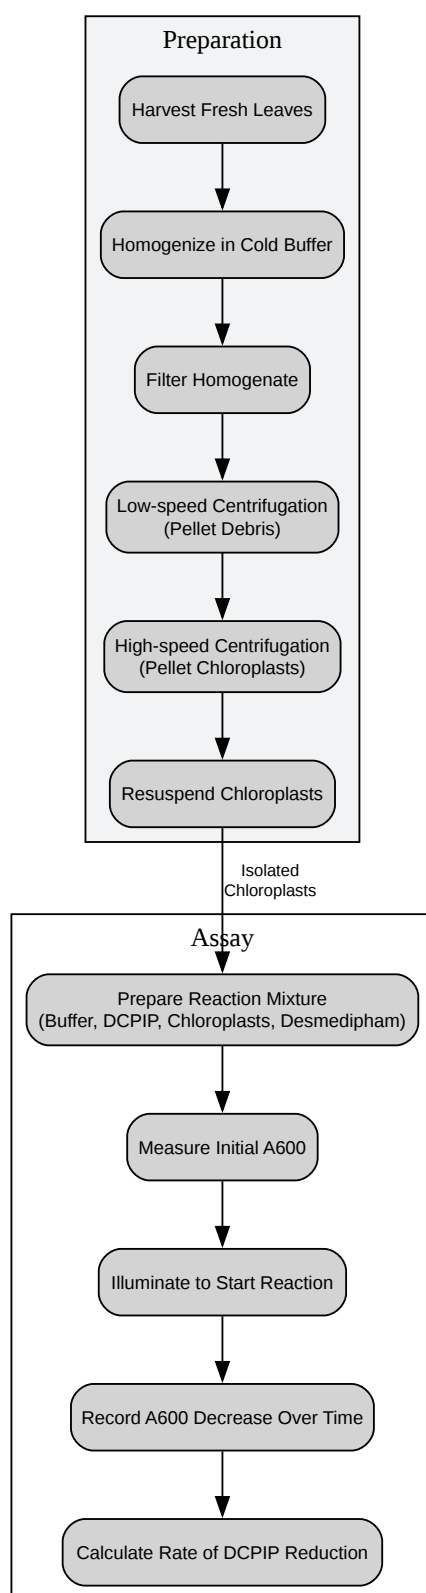 Preparation
Harvest Fresh Leaves
Homogenize in Cold Buffer
Filter Homogenate
Low-speed Centrifugation
(Pellet Debris)
High-speed Centrifugation
(Pellet Chloroplasts)
Resuspend Chloroplasts
Isolated
Chloroplasts
Assay
Prepare Reaction Mixture
(Buffer, DCPIP, Chloroplasts, Desmedipham)
Measure Initial A600
Illuminate to Start Reaction
Record A600 Decrease Over Time
Calculate Rate of DCPIP Reduction